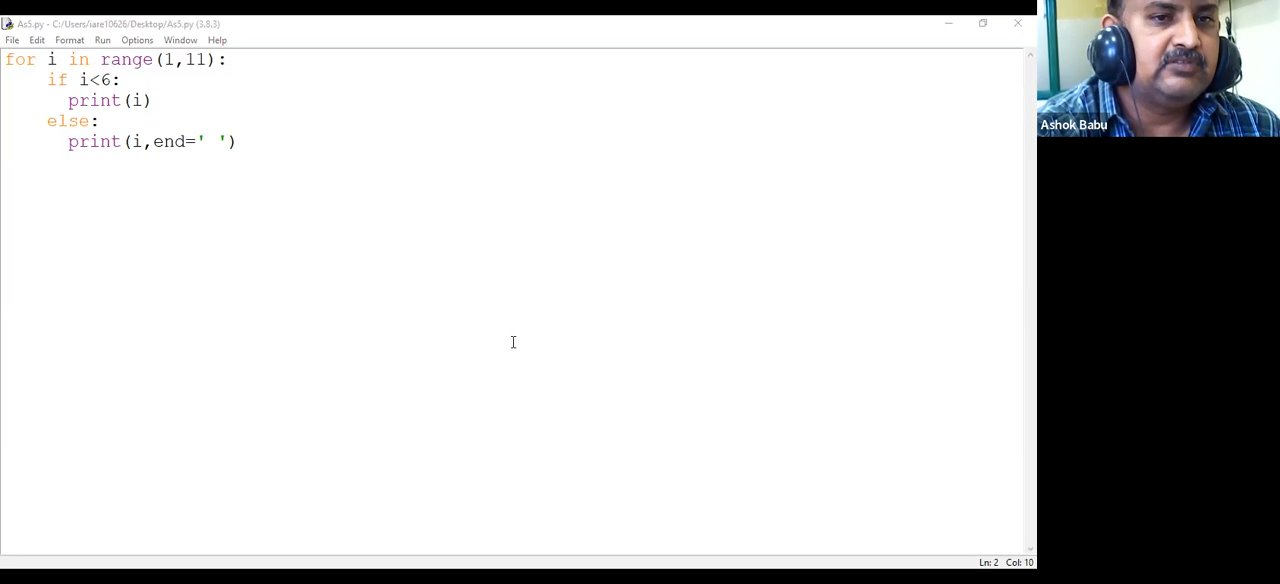 As5.py - C:/Users/iare10626/Desktop/As5.py (3.8.3)
File Edit Format Run Options Window Help
for i in range(1,11):
    if i<6:
      print(i)
    else:
      print(i,end=' ')
Ashok Babu
Ln: 2 Col: 10